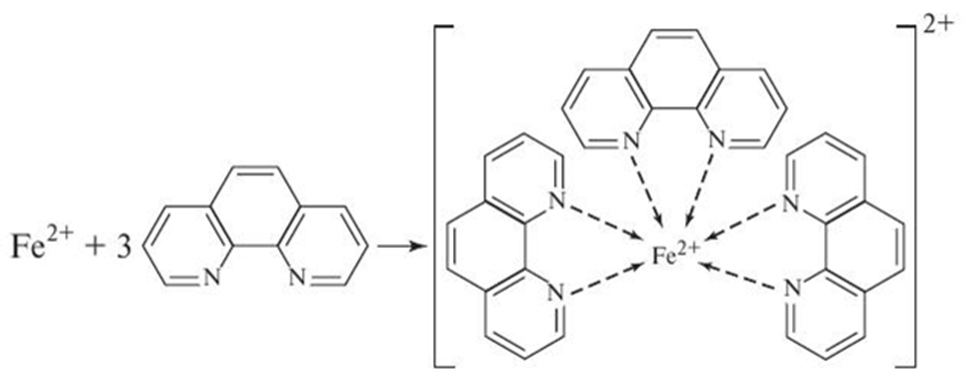 2+
N N
N N
Fe²⁺ + 3 Fe²⁺
N N N N